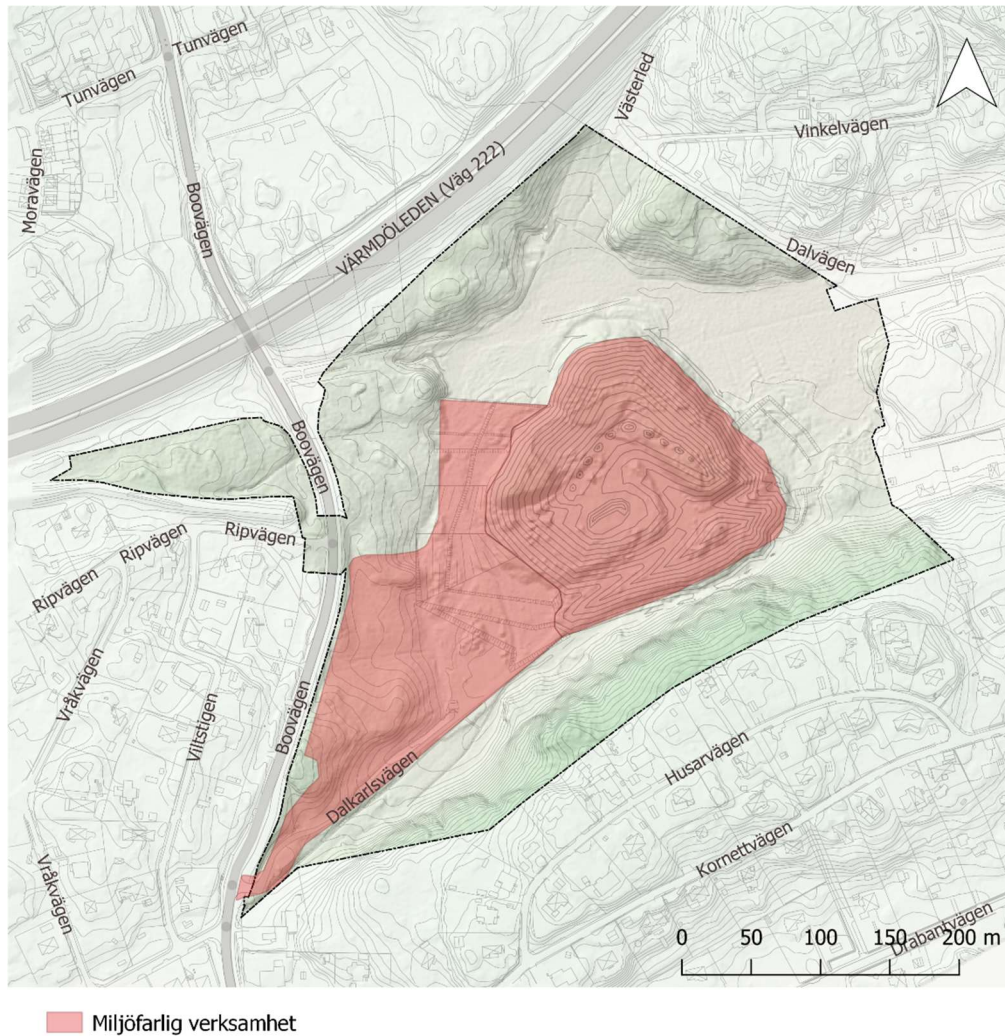 Tunvägen
Tunvägen
Västerled
Vinkelvägen
Moravägen
Boovägen
VÄRMDÖLEDEN (Väg 222)
Dalvägen
Boovägen
Ripvägen
Ripvägen
Ripvägen
Vråkvägen
Viltstigen
Boovägen
Husarvägen
Dalkarlsvägen
Kornettvägen
Vråkvägen
Drabantvägen
0 50 100 150 200 m
Miljöfarlig verksamhet